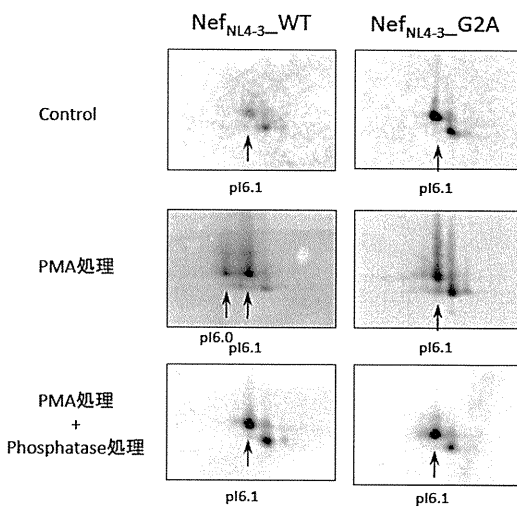 Nef_NL4-3_WT Nef_NL4-3_G2A
Control
pI6.1 pI6.1
PMA処理
pI6.0
pI6.1 pI6.1
PMA処理
+
Phosphatase処理
pI6.1 pI6.1